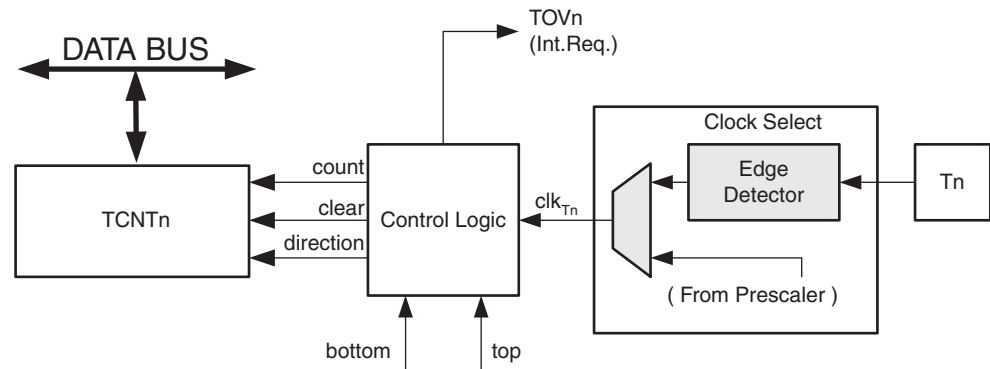 TOVn
(Int.Req.)
DATA BUS
Clock Select
count
Edge
Detector
Tn
TCNTn
clear
Control Logic
clkTn
direction
( From Prescaler )
bottom
top